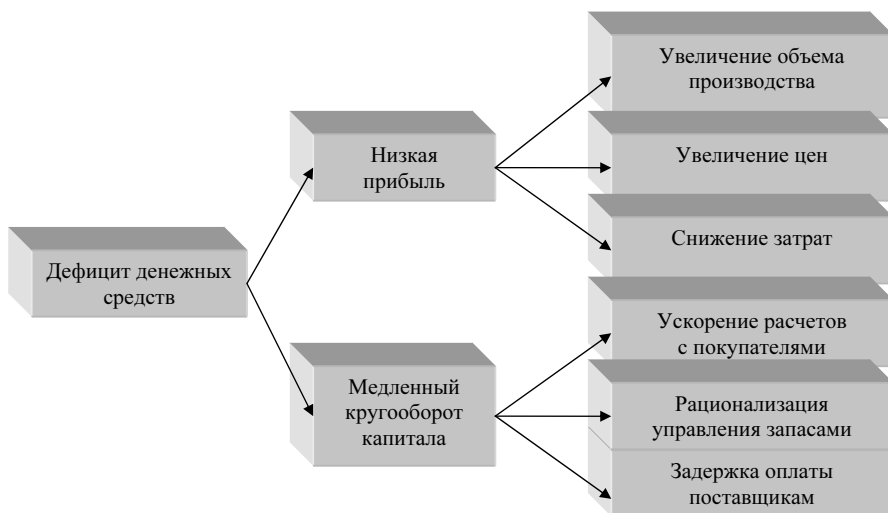 Дефицит денежных
средств
Низкая
прибыль
Увеличение объема
производства
Увеличение цен
Снижение затрат
Медленный
кругооборот
капитала
Ускорение расчетов
с покупателями
Рационализация
управления запасами
Задержка оплаты
поставщикам